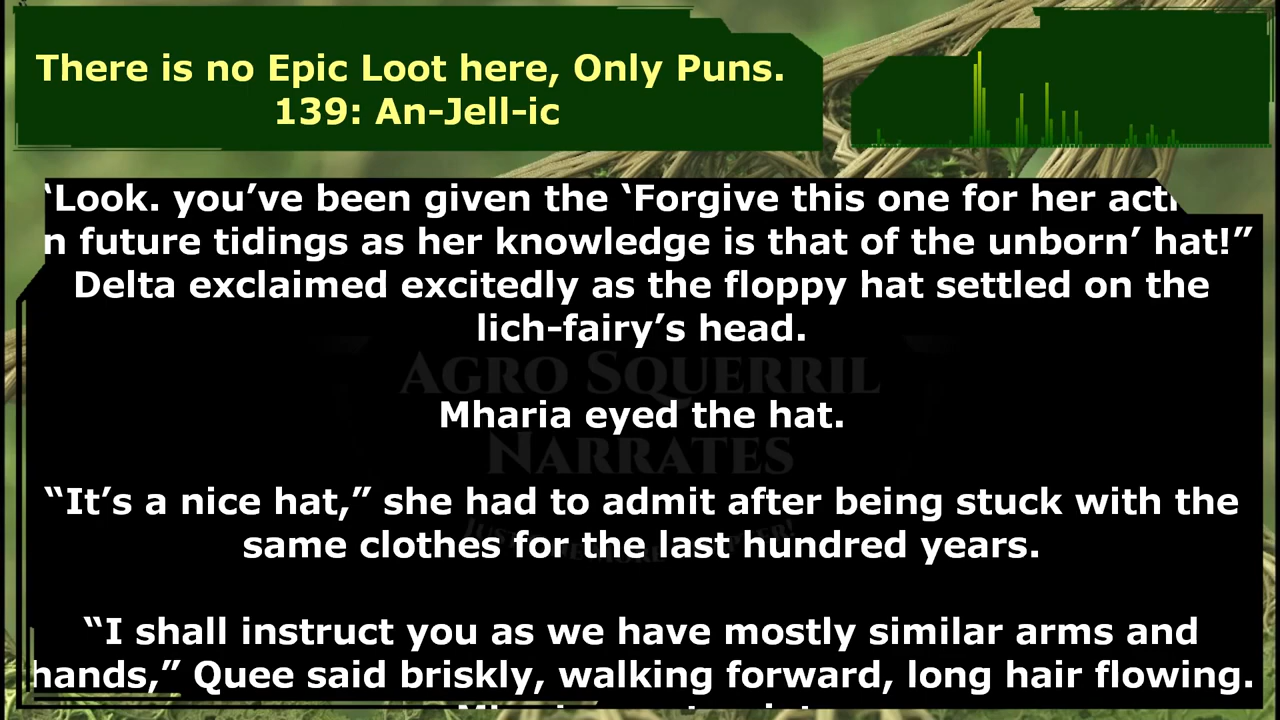 There is no Epic Loot here, Only Puns.
139: An-Jell-ic
‘Look. you’ve been given the ‘Forgive this one for her
n future tidings as her knowledge is that of the unborn’ hat!”
Delta exclaimed excitedly as the floppy hat settled on the
lich-fairy’s head.
Agro Squerril
Mharia eyed the hat.
Narrates
“It’s a nice hat,” she had to admit after being stuck with the
same clothes for the last hundred years.
“I shall instruct you as we have mostly similar arms and
hands,” Quee said briskly, walking forward, long hair flowing.